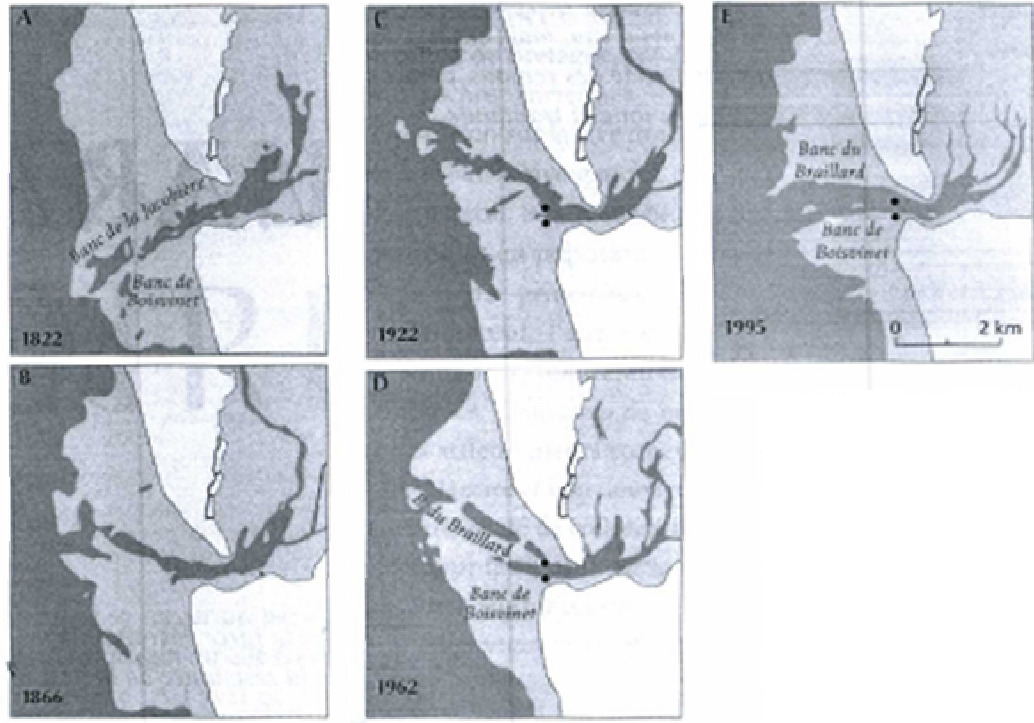 A
Banc de la Jacobière
Banc de
Boisvinet
1822
B
1866
C
1922
D
B. du Braillard
Banc de
Boisvinet
1962
E
Banc du
Braillard
Banc de
Boisvinet
1995
0 2 km